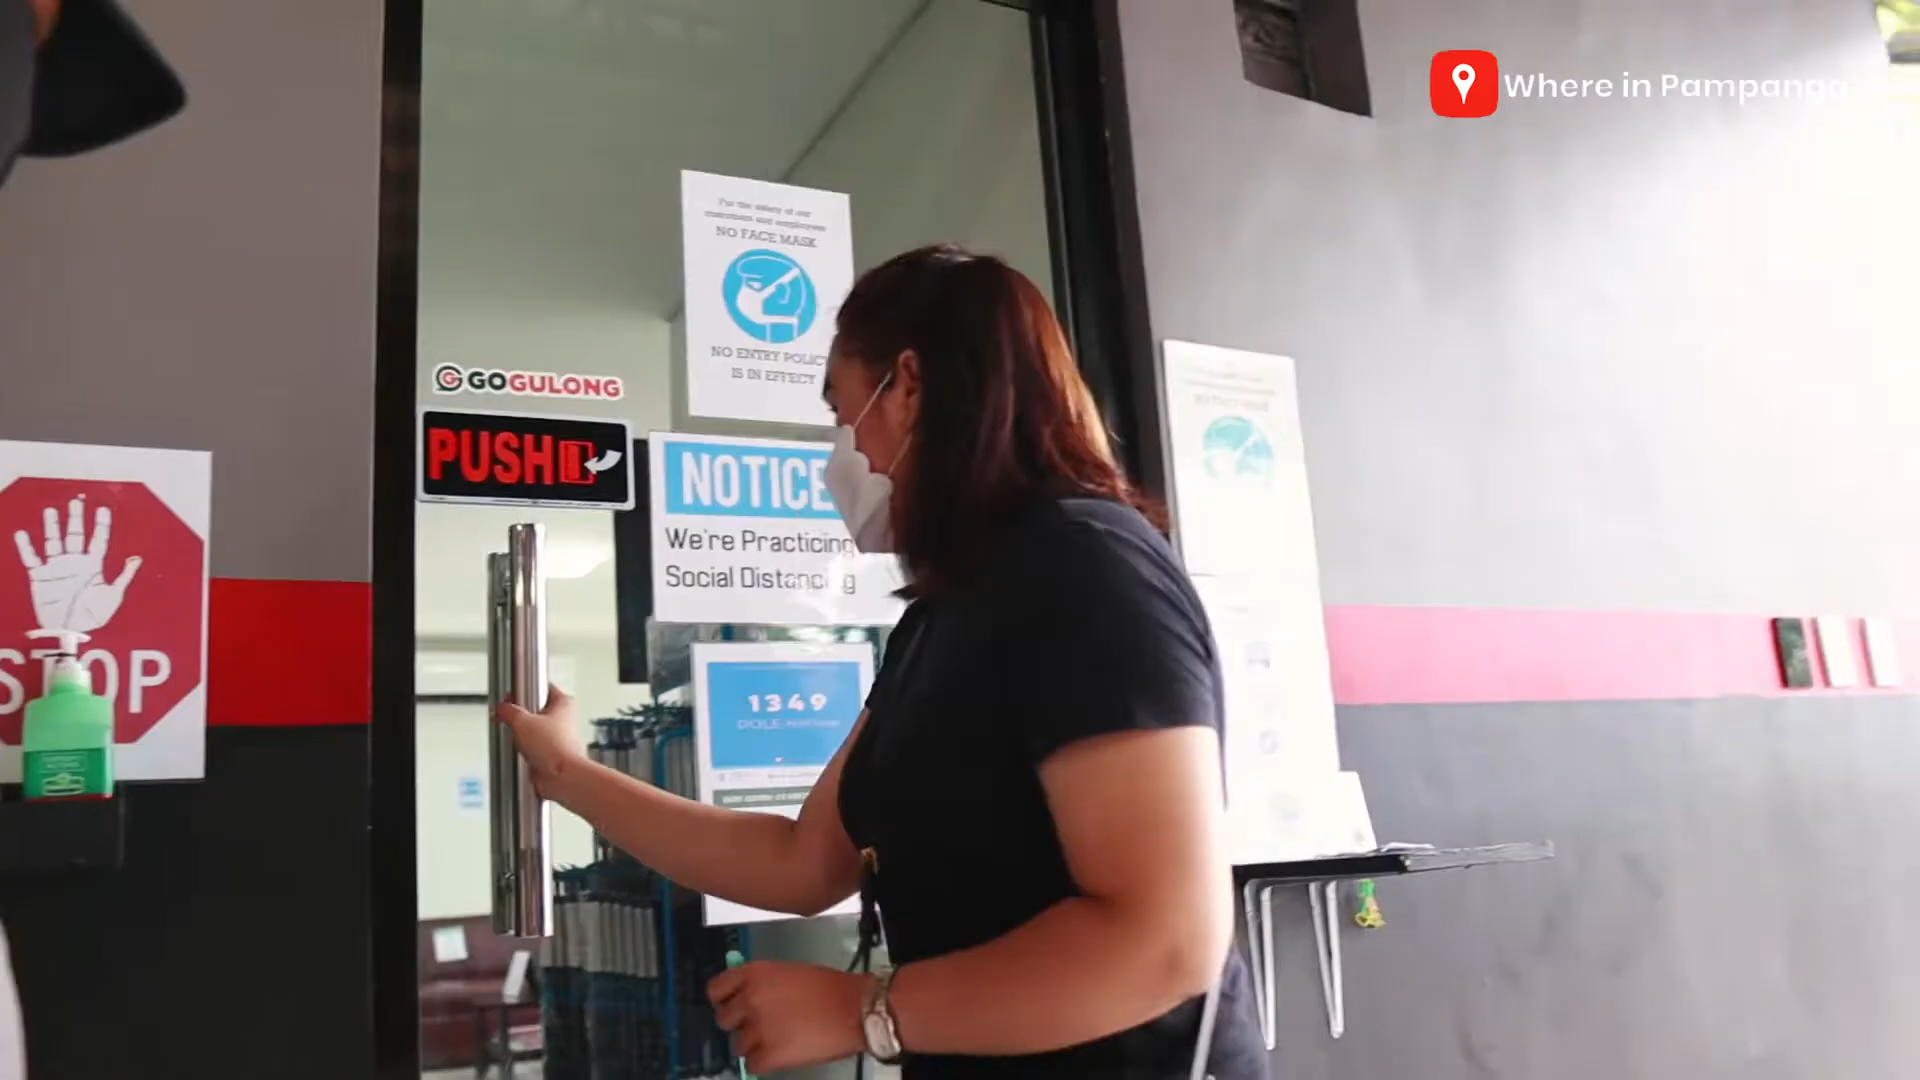 Where in Pampanga
For the safety of our
customers and employees
NO FACE MASK
NO ENTRY POLICY
IS IN EFFECT
GOGULONG
PUSH
NOTICE
We're Practicing
Social Distancing
STOP
1349
DOLE